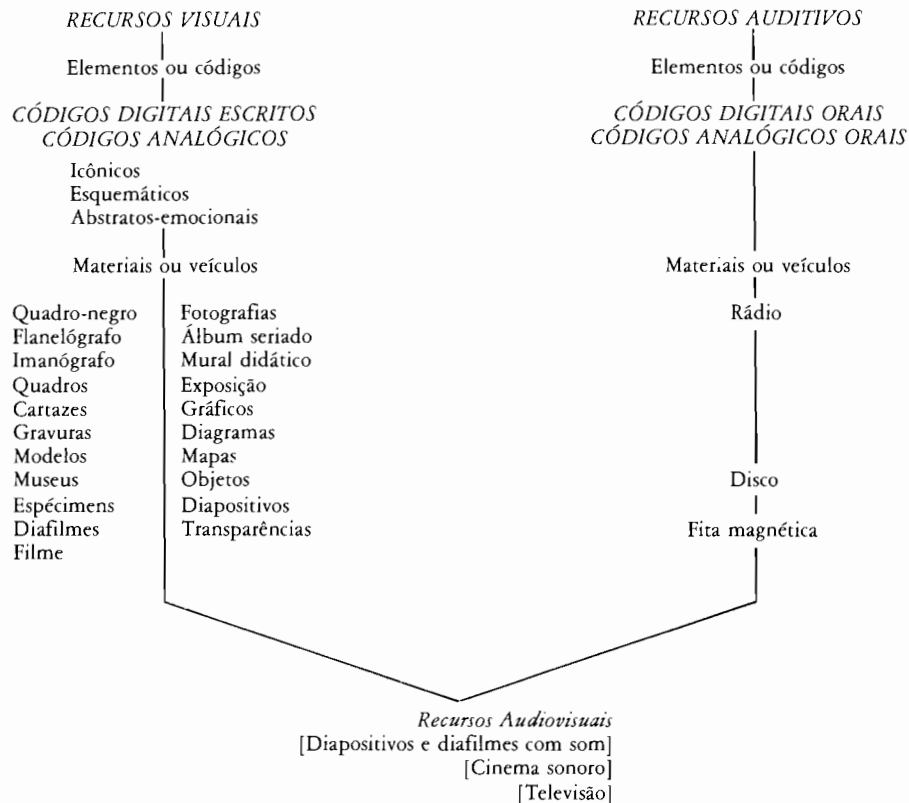 RECURSOS VISUAIS
Elementos ou códigos
CÓDIGOS DIGITAIS ESCRITOS
CÓDIGOS ANALÓGICOS
Icônicos
Esquemáticos
Abstratos-emocionais
Materiais ou veículos
Quadro-negro
Flanelógrafo
Imanógrafo
Quadros
Cartazes
Gravuras
Modelos
Museus
Espécimens
Diafilmes
Filme
Fotografias
Álbum seriado
Mural didático
Exposição
Gráficos
Diagramas
Mapas
Objetos
Diapositivos
Transparências
RECURSOS AUDITIVOS
Elementos ou códigos
CÓDIGOS DIGITAIS ORAIS
CÓDIGOS ANALÓGICOS ORAIS
Materiais ou veículos
Rádio
Disco
Fita magnética
Recursos Audiovisuais
[Diapositivos e diafilmes com som]
[Cinema sonoro]
[Televisão]